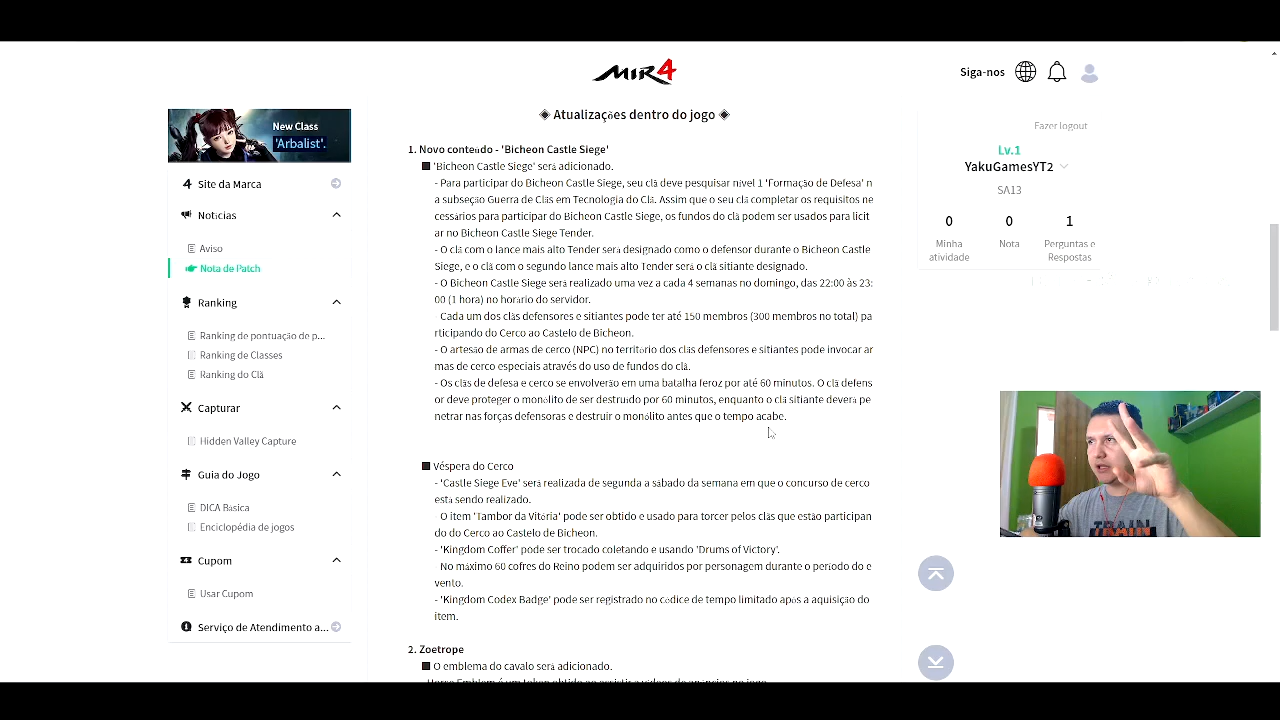 MIR4
Siga-nos
New Class
'Arbalist'.
Site da Marca
Notícias
Aviso
Nota de Patch
Ranking
Ranking de pontuação de p...
Ranking de Classes
Ranking do Clã
Capturar
Hidden Valley Capture
Guia do Jogo
DICA Básica
Enciclopédia de jogos
Cupom
Usar Cupom
Serviço de Atendimento a...
◈ Atualizações dentro do jogo ◈
1. Novo conteúdo - 'Bicheon Castle Siege'
■ 'Bicheon Castle Siege' será adicionado.
- Para participar do Bicheon Castle Siege, seu clã deve pesquisar nível 1 'Formação de Defesa' n
a subseção Guerra de Clãs em Tecnologia do Clã. Assim que o seu clã completar os requisitos ne
cessários para participar do Bicheon Castle Siege, os fundos do clã podem ser usados para licit
ar no Bicheon Castle Siege Tender.
- O clã com o lance mais alto Tender será designado como o defensor durante o Bicheon Castle
Siege, e o clã com o segundo lance mais alto Tender será o clã sitiante designado.
- O Bicheon Castle Siege será realizado uma vez a cada 4 semanas no domingo, das 22:00 às 23:
00 (1 hora) no horário do servidor.
Cada um dos clãs defensores e sitiantes pode ter até 150 membros (300 membros no total) pa
rticipando do Cerco ao Castelo de Bicheon.
- O artesão de armas de cerco (NPC) no território dos clãs defensores e sitiantes pode invocar ar
mas de cerco especiais através do uso de fundos do clã.
- Os clãs de defesa e cerco se envolverão em uma batalha feroz por até 60 minutos. O clã defens
or deve proteger o monólito de ser destruído por 60 minutos, enquanto o clã sitiante deverá pe
netrar nas forças defensoras e destruir o monólito antes que o tempo acabe.
■ Véspera do Cerco
- 'Castle Siege Eve' será realizada de segunda a sábado da semana em que o concurso de cerco
está sendo realizado.
O item 'Tambor da Vitória' pode ser obtido e usado para torcer pelos clãs que estão participan
do do Cerco ao Castelo de Bicheon.
- 'Kingdom Coffer' pode ser trocado coletando e usando 'Drums of Victory'.
No máximo 60 cofres do Reino podem ser adquiridos por personagem durante o período do e
vento.
- 'Kingdom Codex Badge' pode ser registrado no códice de tempo limitado após a aquisição do
item.
2. Zoetrope
■ O emblema do cavalo será adicionado.
Fazer logout
Lv.1
YakuGamesYT2
SA13
0 0 1
Minha atividade
Nota
Perguntas e Respostas
TRAIN